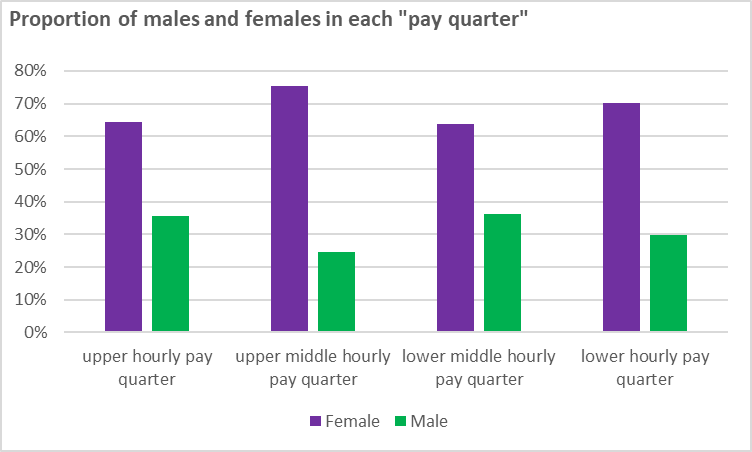 Proportion of males and females in each "pay quarter"
80%
70%
60%
50%
40%
30%
20%
10%
0%
upper hourly pay
quarter
upper middle hourly
pay quarter
lower middle hourly
pay quarter
lower hourly pay
quarter
Female
Male